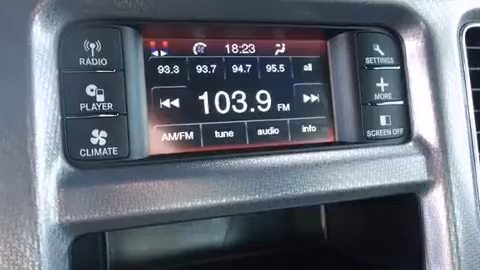 RADIO
PLAYER
CLIMATE
18:23
93.3 93.7 94.7 95.5 all
103.9 FM
AM/FM tune audio info
SETTINGS
MORE
SCREEN OFF